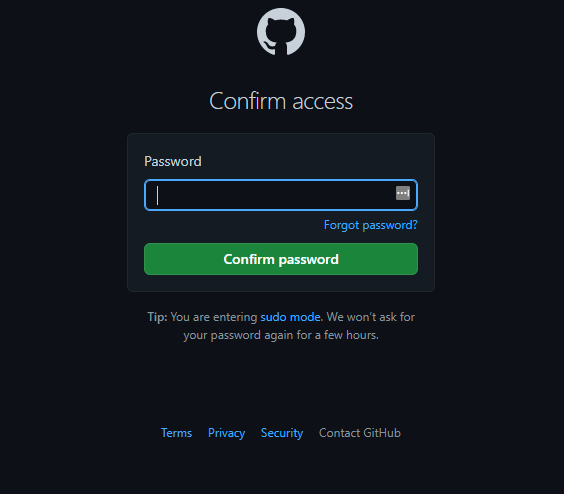 Confirm access
Password
Forgot password?
Confirm password
Tip: You are entering sudo mode. We won't ask for
your password again for a few hours.
Terms Privacy Security Contact GitHub